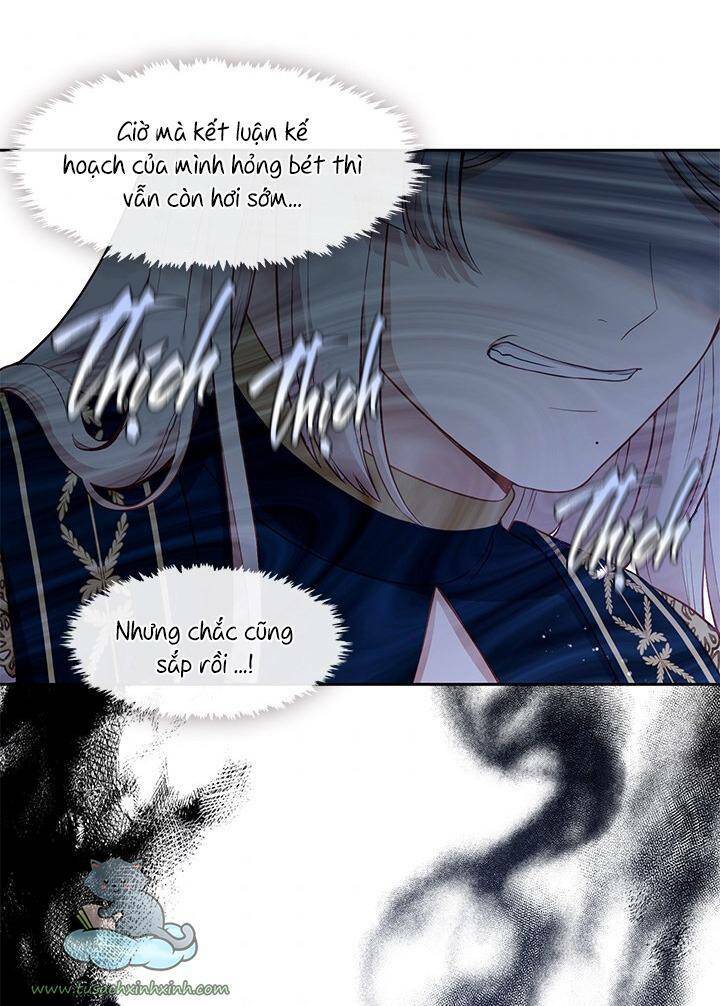 Giờ mà kết luận kế
hoạch của mình hỏng bét thì
vẫn còn hơi sớm...
Thịch
Thịch
Thịch
Nhưng chắc cũng
sắp rồi ...!
www.tusachxinhxinh.com